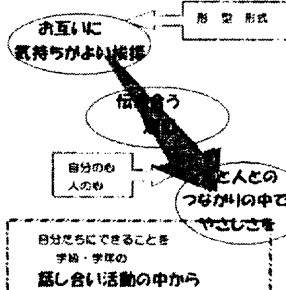 お互いに
気持ちがよい挨拶
形 型 形式
伝え合う
自分の心
人の心
と人との
つながりの中で
やさしさを
自分たちにできることを
学級・学年の
話し合い活動の中から